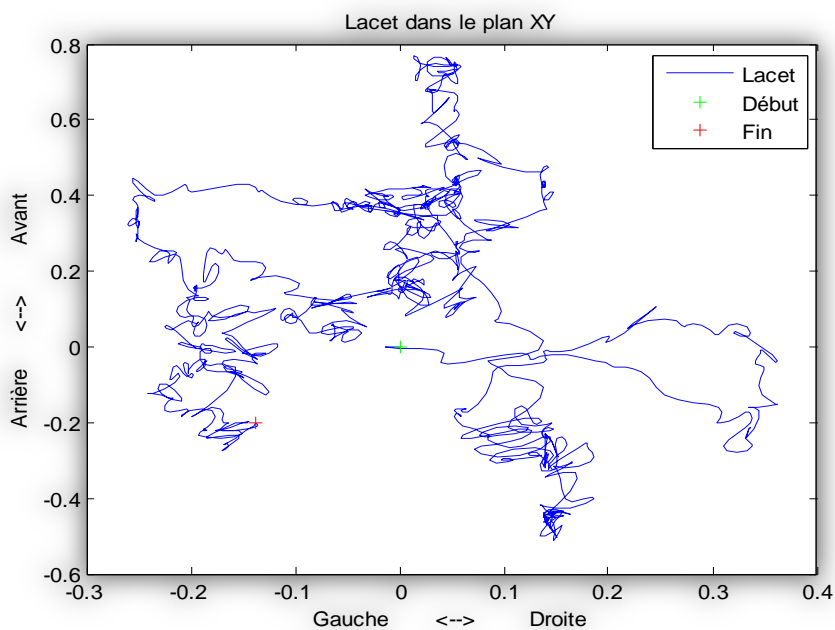 Lacet dans le plan XY
0.8
0.6
0.4
0.2
0
-0.2
-0.4
-0.6
Arrière <--> Avant
Lacet
Début
Fin
-0.3 -0.2 -0.1 0 0.1 0.2 0.3 0.4
Gauche <--> Droite